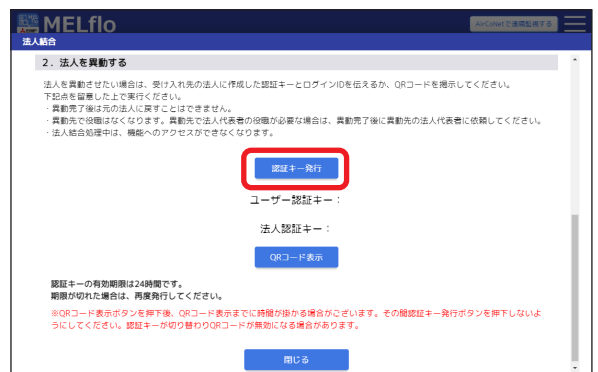 MELflo
AirCoNetで遠隔監視する
法人結合
2. 法人を異動する
法人を異動させたい場合は、受け入れ先の法人に作成した認証キーとログインIDを伝えるか、QRコードを掲示してください。
下記点を留意した上で実行ください。
・異動完了後は元の法人に戻すことはできません。
・異動先で役職はなくなります。異動先で法人代表者の役職が必要な場合は、異動完了後に異動先の法人代表者に依頼してください。
・法人結合処理中は、機能へのアクセスができなくなります。
認証キー発行
ユーザー認証キー：
法人認証キー：
QRコード表示
認証キーの有効期限は24時間です。
期限が切れた場合は、再度発行してください。
※QRコード表示ボタンを押下後、QRコード表示までに時間が掛かる場合がございます。その間認証キー発行ボタンを押下しないよ
うにしてください。認証キーが切り替わりQRコードが無効になる場合があります。
閉じる